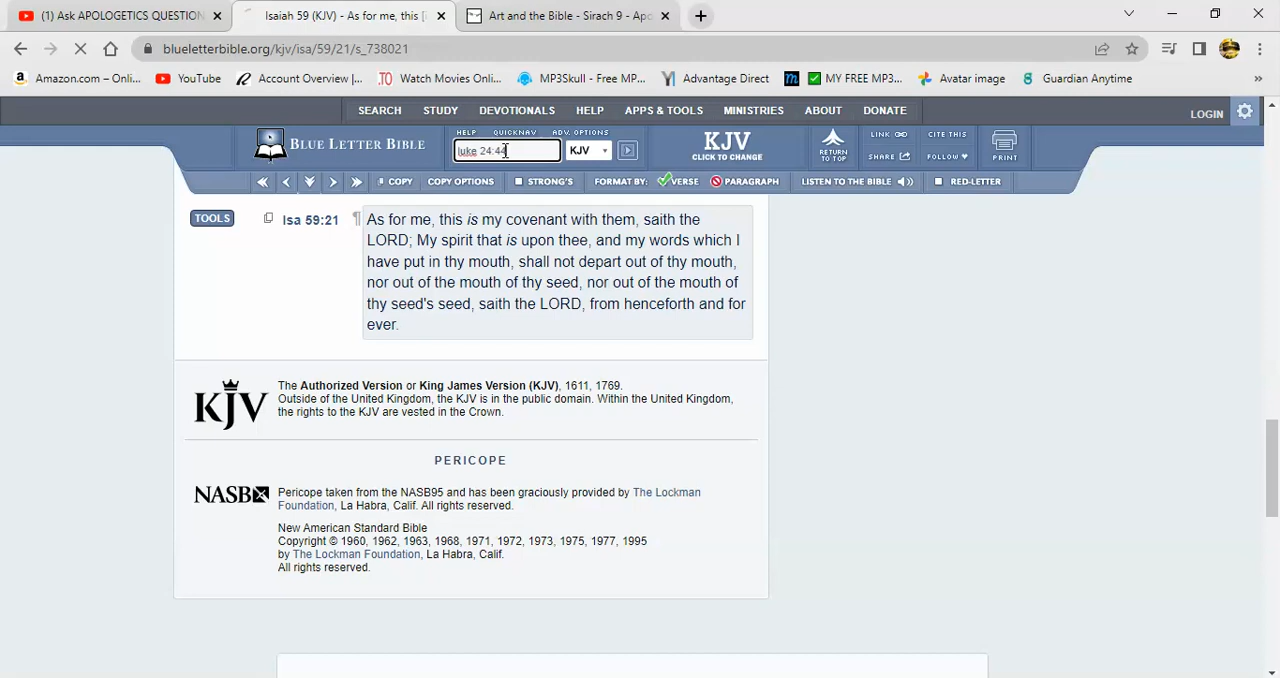 (1) Ask APOLOGETICS QUESTION
Isaiah 59 (KJV) - As for me, this
Art and the Bible - Sirach 9 - Apo
blueletterbible.org/kjv/isa/59/21/s_738021
Amazon.com – Onli...
YouTube
Account Overview |...
Watch Movies Onlin...
MP3Skull - Free MP...
Advantage Direct
MY FREE MP3...
Avatar image
Guardian Anytime
»
SEARCH STUDY DEVOTIONALS HELP APPS & TOOLS MINISTRIES ABOUT DONATE
LOGIN
HELP QUICKNAV ADV. OPTIONS
BLUE LETTER BIBLE
luke 24:44
KJV
KJV
CLICK TO CHANGE
RETURN
TO TOP
LINK
CITE THIS
SHARE
FOLLOW
PRINT
COPY COPY OPTIONS STRONG'S FORMAT BY: VERSE PARAGRAPH LISTEN TO THE BIBLE RED-LETTER
TOOLS
Isa 59:21
¶
As for me, this is my covenant with them, saith the
LORD; My spirit that is upon thee, and my words which I
have put in thy mouth, shall not depart out of thy mouth,
nor out of the mouth of thy seed, nor out of the mouth of
thy seed's seed, saith the LORD, from henceforth and for
ever.
KJV
The Authorized Version or King James Version (KJV), 1611, 1769.
Outside of the United Kingdom, the KJV is in the public domain. Within the United Kingdom,
the rights to the KJV are vested in the Crown.
PERICOPE
NASB
Pericope taken from the NASB95 and has been graciously provided by The Lockman
Foundation, La Habra, Calif. All rights reserved.
New American Standard Bible
Copyright © 1960, 1962, 1963, 1968, 1971, 1972, 1973, 1975, 1977, 1995
by The Lockman Foundation, La Habra, Calif.
All rights reserved.